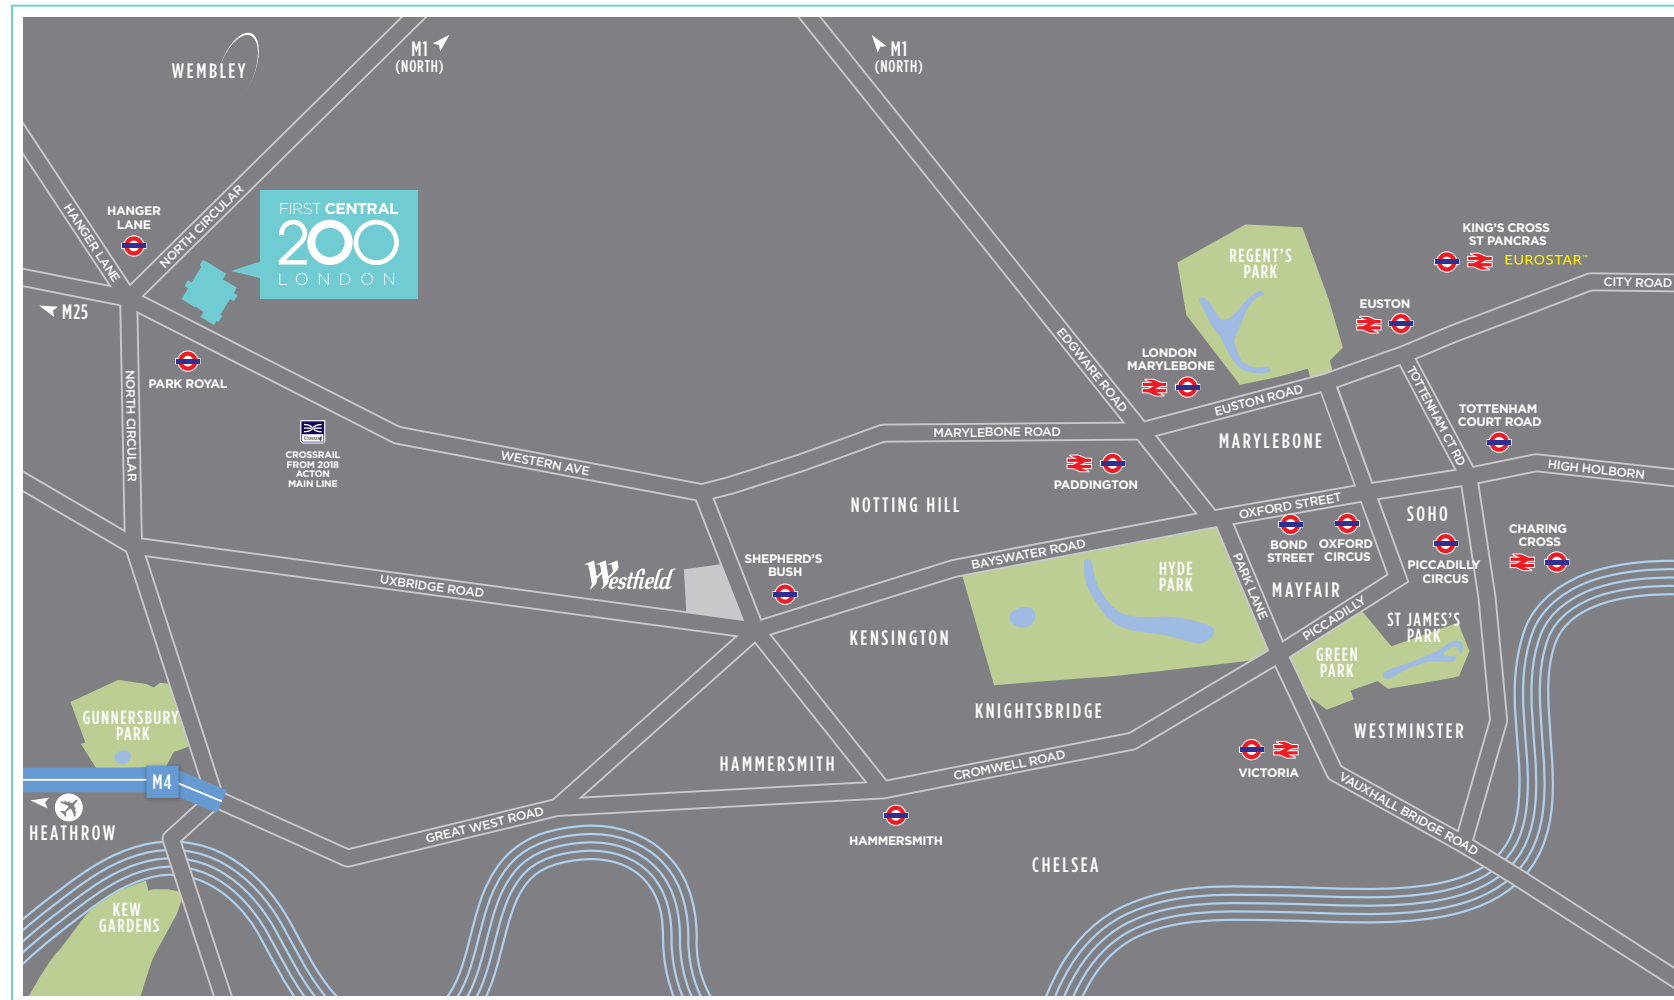 WEMBLEY
M1
(NORTH)
M1
(NORTH)
HANGER
LANE
HANGER LANE
NORTH CIRCULAR
FIRST CENTRAL
200
LONDON
M25
PARK ROYAL
NORTH CIRCULAR
Crossrail
CROSSRAIL
FROM 2018
ACTON
MAIN LINE
WESTERN AVE
UXBRIDGE ROAD
Westfield
SHEPHERD'S
BUSH
NOTTING HILL
MARYLEBONE ROAD
EDGWARE ROAD
PADDINGTON
LONDON
MARYLEBONE
REGENT'S
PARK
EUSTON ROAD
EUSTON
KING'S CROSS
ST PANCRAS
EUROSTAR™
CITY ROAD
MARYLEBONE
TOTTENHAM CT RD
TOTTENHAM
COURT ROAD
HIGH HOLBORN
OXFORD STREET
BOND
STREET
OXFORD
CIRCUS
SOHO
PICCADILLY
CIRCUS
CHARING
CROSS
BAYSWATER ROAD
HYDE
PARK
PARK LANE
MAYFAIR
PICCADILLY
ST JAMES'S
PARK
GREEN
PARK
KENSINGTON
KNIGHTSBRIDGE
WESTMINSTER
VICTORIA
VAUXHALL BRIDGE ROAD
CROMWELL ROAD
HAMMERSMITH
HAMMERSMITH
CHELSEA
GREAT WEST ROAD
GUNNERSBURY
PARK
M4
HEATHROW
KEW
GARDENS